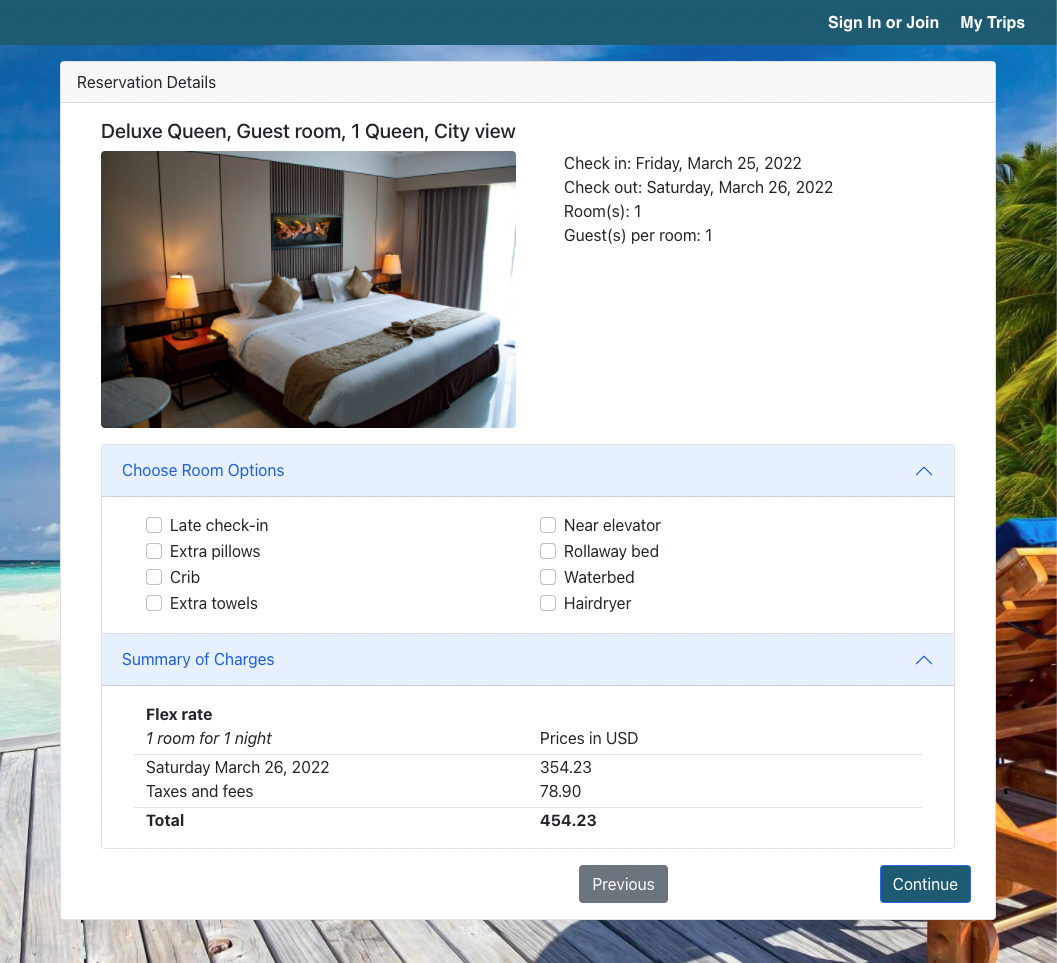 Sign In or Join My Trips
Reservation Details
Deluxe Queen, Guest room, 1 Queen, City view
Check in: Friday, March 25, 2022
Check out: Saturday, March 26, 2022
Room(s): 1
Guest(s) per room: 1
Choose Room Options
Late check-in
Extra pillows
Crib
Extra towels
Near elevator
Rollaway bed
Waterbed
Hairdryer
Summary of Charges
Flex rate
1 room for 1 night Prices in USD
Saturday March 26, 2022 354.23
Taxes and fees 78.90
Total 454.23
Previous Continue